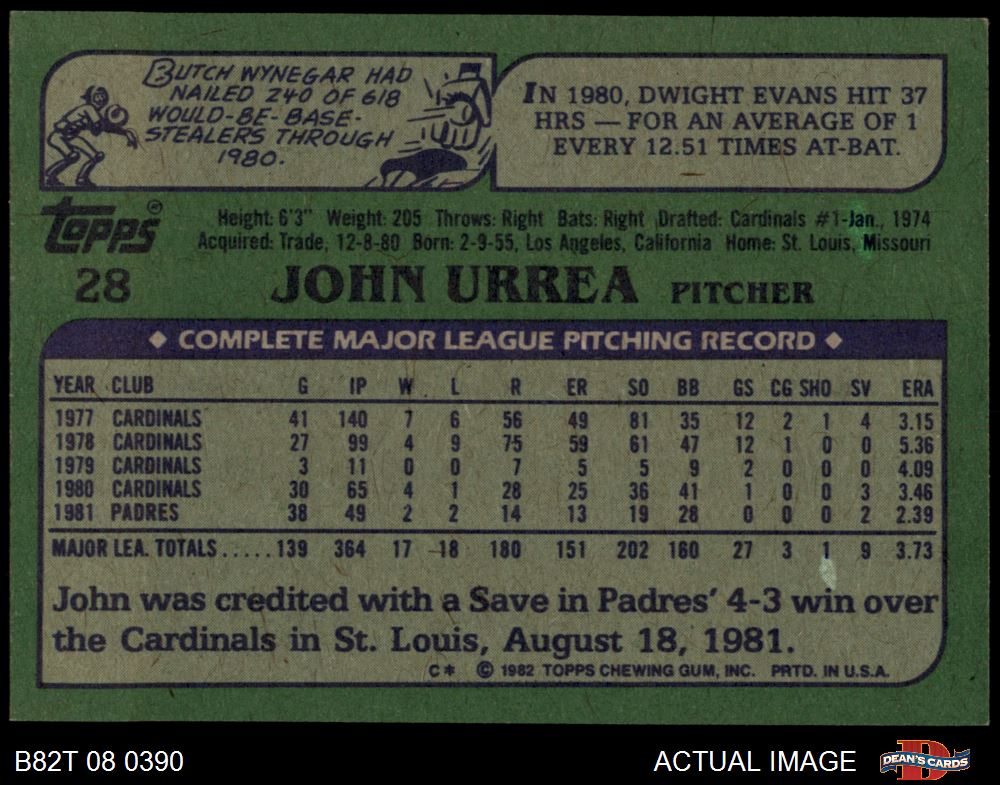 BUTCH WYNEGAR HAD
NAILED 240 OF 618
WOULD-BE-BASE-
STEALERS THROUGH
1980.
IN 1980, DWIGHT EVANS HIT 37
HRS — FOR AN AVERAGE OF 1
EVERY 12.51 TIMES AT-BAT.
topps®
Height: 6'3" Weight: 205 Throws: Right Bats: Right Drafted: Cardinals #1-Jan., 1974
Acquired: Trade, 12-8-80 Born: 2-9-55, Los Angeles, California Home: St. Louis, Missouri
28 JOHN URREA PITCHER
◆ COMPLETE MAJOR LEAGUE PITCHING RECORD ◆
YEAR CLUB G IP W L R ER SO BB GS CG SHO SV ERA
1977 CARDINALS 41 140 7 6 56 49 81 35 12 2 1 4 3.15
1978 CARDINALS 27 99 4 9 75 59 61 47 12 1 0 0 5.36
1979 CARDINALS 3 11 0 0 7 5 5 9 2 0 0 0 4.09
1980 CARDINALS 30 65 4 1 28 25 36 41 1 0 0 3 3.46
1981 PADRES 38 49 2 2 14 13 19 28 0 0 0 2 2.39
MAJOR LEA. TOTALS.....139 364 17 18 180 151 202 160 27 3 1 9 3.73
John was credited with a Save in Padres' 4-3 win over
the Cardinals in St. Louis, August 18, 1981.
C* © 1982 TOPPS CHEWING GUM, INC. PRTD. IN U.S.A.
B82T 08 0390
ACTUAL IMAGE
D
DEAN'S CARDS